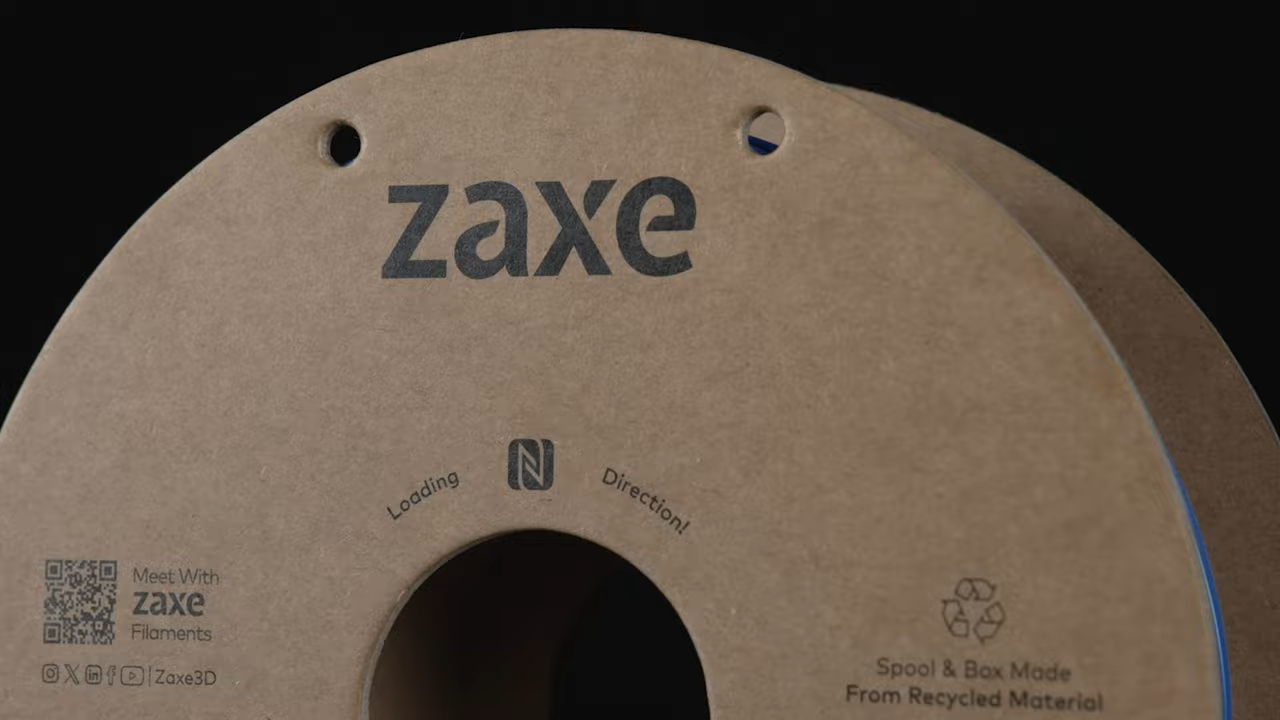 zaxe
Loading
Direction!
Meet With
zaxe
Filaments
Zaxe3D
Spool & Box Made
From Recycled Material